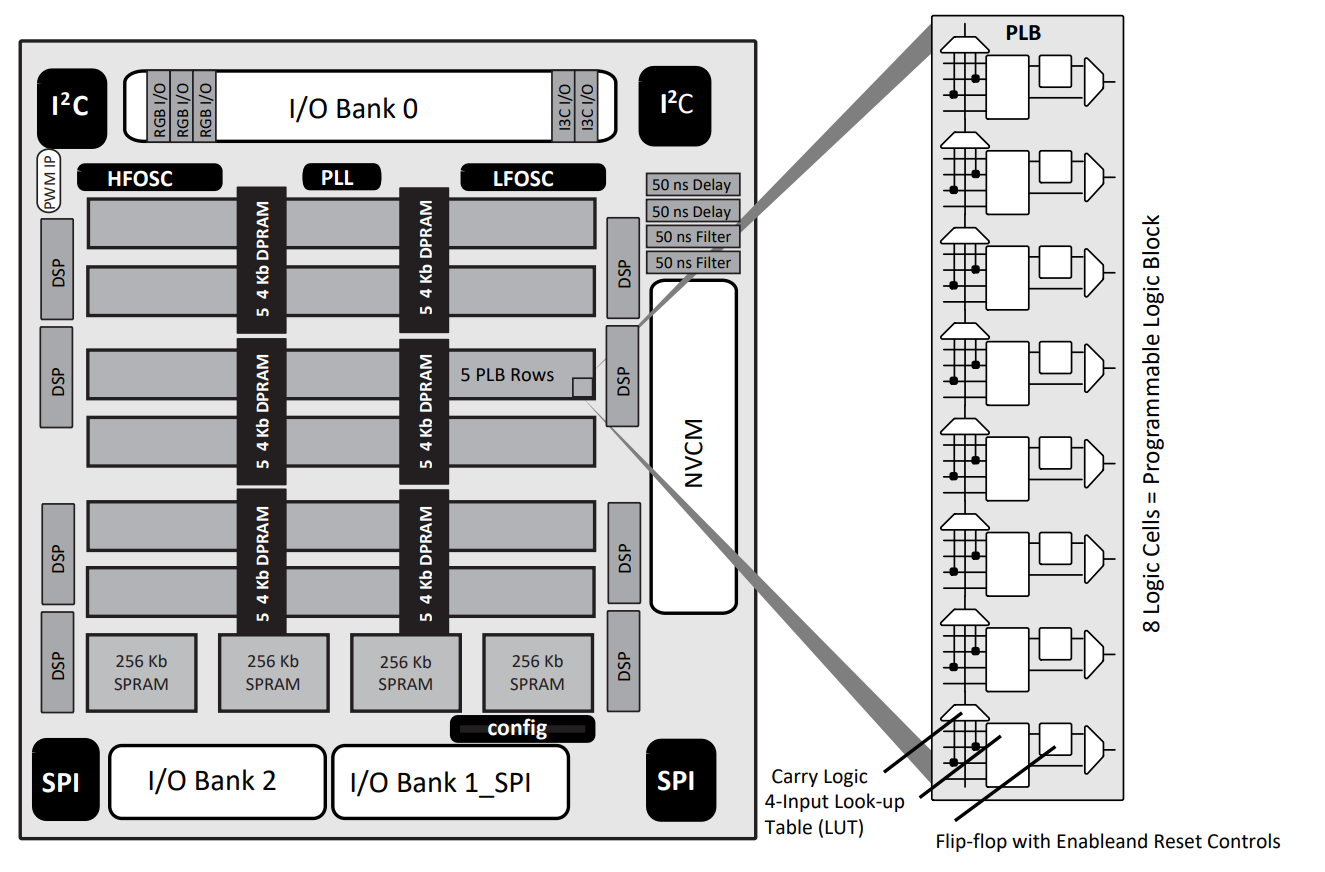 PLB
I²C
RGB I/O
RGB I/O
RGB I/O
I/O Bank 0
I3C I/O
I3C I/O
I²C
PWM IP
HFOSC
PLL
LFOSC
50 ns Delay
50 ns Delay
50 ns Filter
50 ns Filter
DSP
5 4 Kb DPRAM
5 4 Kb DPRAM
DSP
DSP
5 4 Kb DPRAM
5 4 Kb DPRAM
5 PLB Rows
DSP
NVCM
8 Logic Cells = Programmable Logic Block
DSP
5 4 Kb DPRAM
5 4 Kb DPRAM
DSP
DSP
256 Kb
SPRAM
256 Kb
SPRAM
256 Kb
SPRAM
256 Kb
SPRAM
DSP
config
SPI
I/O Bank 2
I/O Bank 1_SPI
SPI
Carry Logic
4-Input Look-up
Table (LUT)
Flip-flop with Enableand Reset Controls